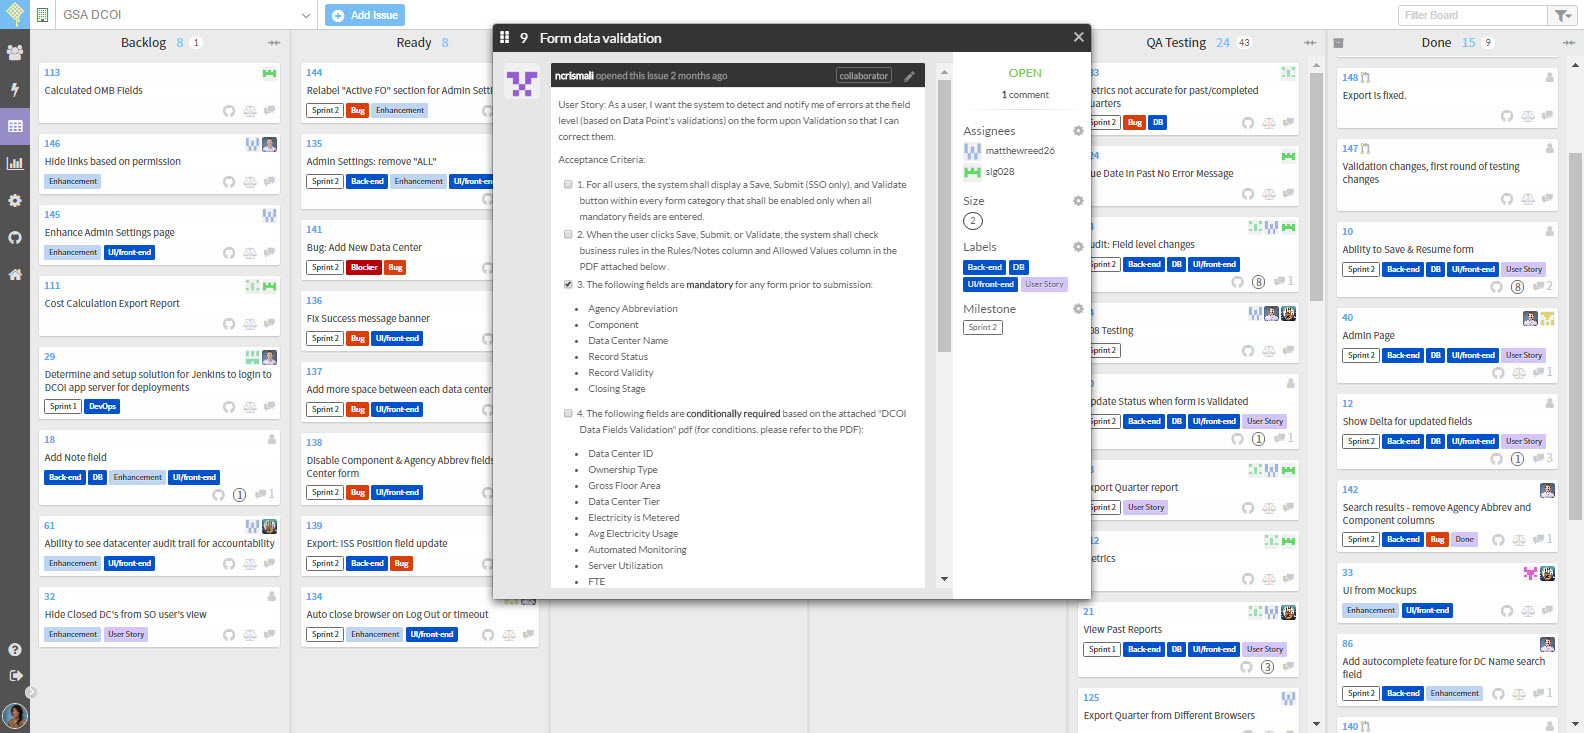 GSA DCOI
Add Issue
Filter Board
Backlog 8 1
113
Calculated OMB Fields
146
Hide links based on permission
Enhancement
145
Enhance Admin Settings page
Enhancement UI/front-end
111
Cost Calculation Export Report
29
Determine and setup solution for Jenkins to login to
DCOI app server for deployments
Sprint 1 DevOps
18
Add Note field
Back-end DB Enhancement UI/front-end
1 1
61
Ability to see datacenter audit trail for accountability
Enhancement UI/front-end
32
Hide Closed DC's from SO user's view
Enhancement User Story
Ready 8
144
Relabel "Active FO" section for Admin Setti
Sprint 2 Bug Enhancement
135
Admin Settings: remove "ALL"
Sprint 2 Back-end Enhancement UI/front-en
141
Bug: Add New Data Center
Sprint 2 Blocker Bug
136
Fix Success message banner
Sprint 2 Bug UI/front-end
137
Add more space between each data center
Sprint 2 Bug UI/front-end
138
Disable Component & Agency Abbrev fields
Center form
Sprint 2 Bug UI/front-end
139
Export: ISS Position field update
Sprint 2 Back-end Bug
134
Auto close browser on Log Out or timeout
Sprint 2 Enhancement UI/front-end
9 Form data validation
ncrismali opened this issue 2 months ago
collaborator
User Story: As a user, I want the system to detect and notify me of errors at the field
level (based on Data Point's validations) on the form upon Validation so that I can
correct them.
Acceptance Criteria:
1. For all users, the system shall display a Save, Submit (SSO only), and Validate
button within every form category that shall be enabled only when all
mandatory fields are entered.
2. When the user clicks Save, Submit, or Validate, the system shall check
business rules in the Rules/Notes column and Allowed Values column in the
PDF attached below .
3. The following fields are mandatory for any form prior to submission:
Agency Abbreviation
Component
Data Center Name
Record Status
Record Validity
Closing Stage
4. The following fields are conditionally required based on the attached "DCOI
Data Fields Validation" pdf (for conditions, please refer to the PDF):
Data Center ID
Ownership Type
Gross Floor Area
Data Center Tier
Electricity is Metered
Avg Electricity Usage
Automated Monitoring
Server Utilization
FTE
OPEN
1 comment
Assignees
matthewreed26
slg028
Size
2
Labels
Back-end DB
UI/front-end User Story
Milestone
Sprint 2
QA Testing 24 43
33
etrics not accurate for past/completed
uarters
print 2 Bug DB
24
ue Date In Past No Error Message
udit: Field level changes
print 2 Back-end DB UI/front-end
8 1
08 Testing
print 2
pdate Status when form is Validated
print 2 Back-end DB UI/front-end User Story
1 1
xport Quarter report
print 2 User Story
12
etrics
21
View Past Reports
Sprint 1 Back-end DB UI/front-end User Story
3
125
Export Quarter from Different Browsers
Done 15 9
148
Export is fixed.
147
Validation changes, first round of testing
changes
10
Ability to Save & Resume form
Sprint 2 Back-end DB UI/front-end User Story
8 2
40
Admin Page
Sprint 2 Back-end DB UI/front-end User Story
1
12
Show Delta for updated fields
Sprint 2 Back-end DB UI/front-end User Story
1 3
142
Search results - remove Agency Abbrev and
Component columns
Sprint 2 Back-end Bug Done 1
33
UI from Mockups
Enhancement UI/front-end
86
Add autocomplete feature for DC Name search
field
Sprint 2 Back-end Enhancement 1
140